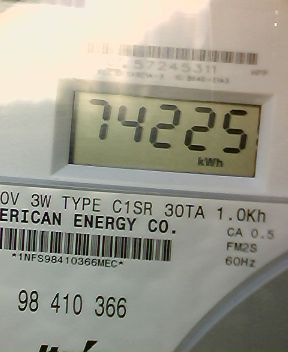 57245311
74225
kWh
0V 3W TYPE C1SR 30TA 1.0Kh
ERICAN ENERGY CO.
CA 0.5
FM2S
*1NFS98410366MEC*
60Hz
98 410 366